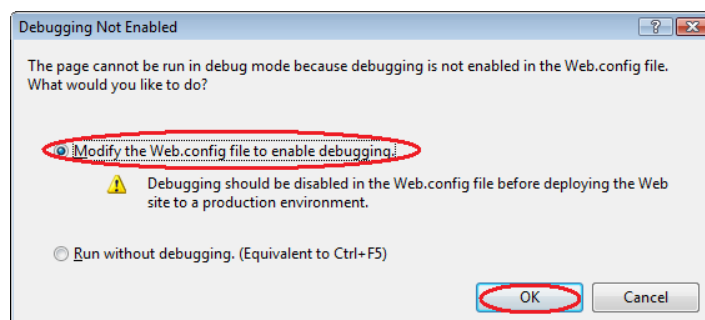 Debugging Not Enabled
The page cannot be run in debug mode because debugging is not enabled in the Web.config file.
What would you like to do?
Modify the Web.config file to enable debugging.
Debugging should be disabled in the Web.config file before deploying the Web
site to a production environment.
Run without debugging. (Equivalent to Ctrl+F5)
OK Cancel